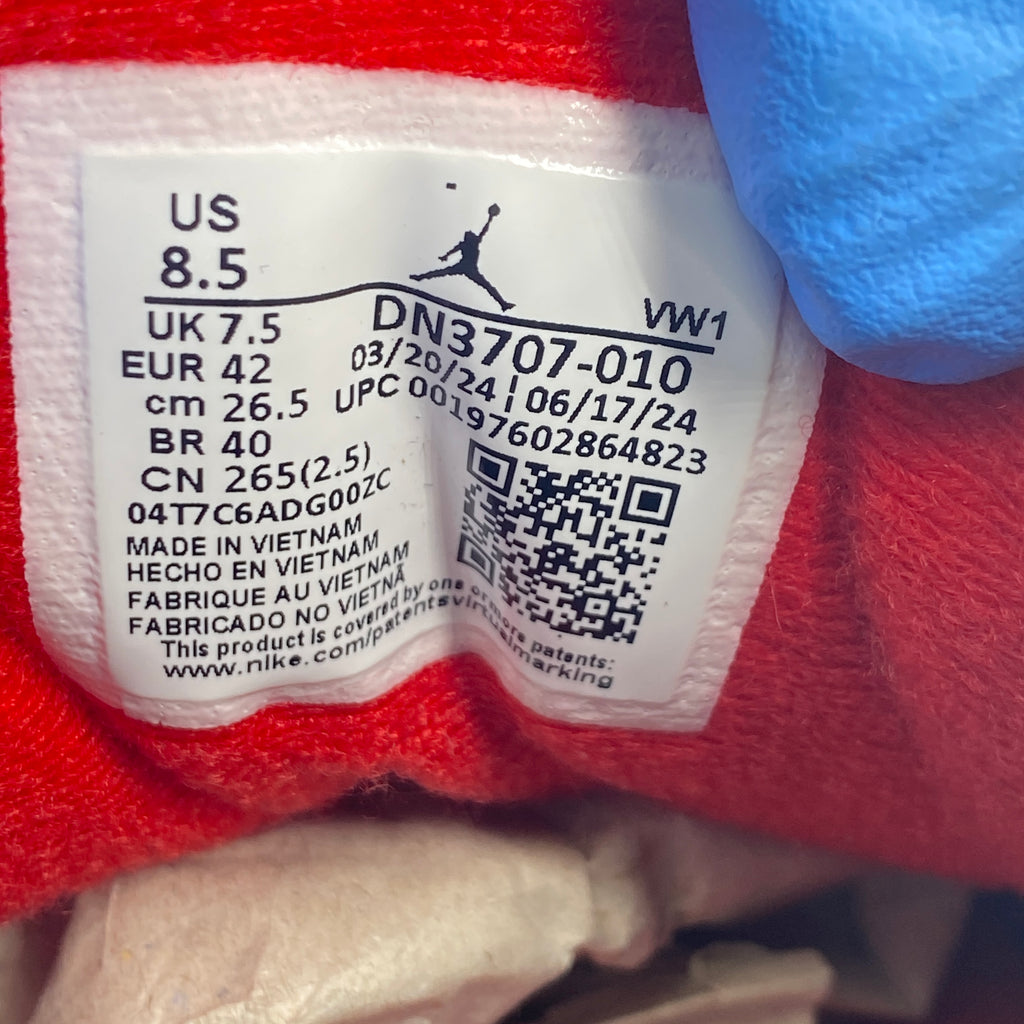 US
8.5
VW1
UK 7.5
EUR 42
cm 26.5
BR 40
CN 265(2.5)
DN3707-010
03/20/24 | 06/17/24
UPC 00197602864823
04T7C6ADG00ZC
MADE IN VIETNAM
HECHO EN VIETNAM
FABRIQUE AU VIETNAM
FABRICADO NO VIETNÃ
This product is covered by one or more patents:
www.nike.com/patentsvirtualmarking